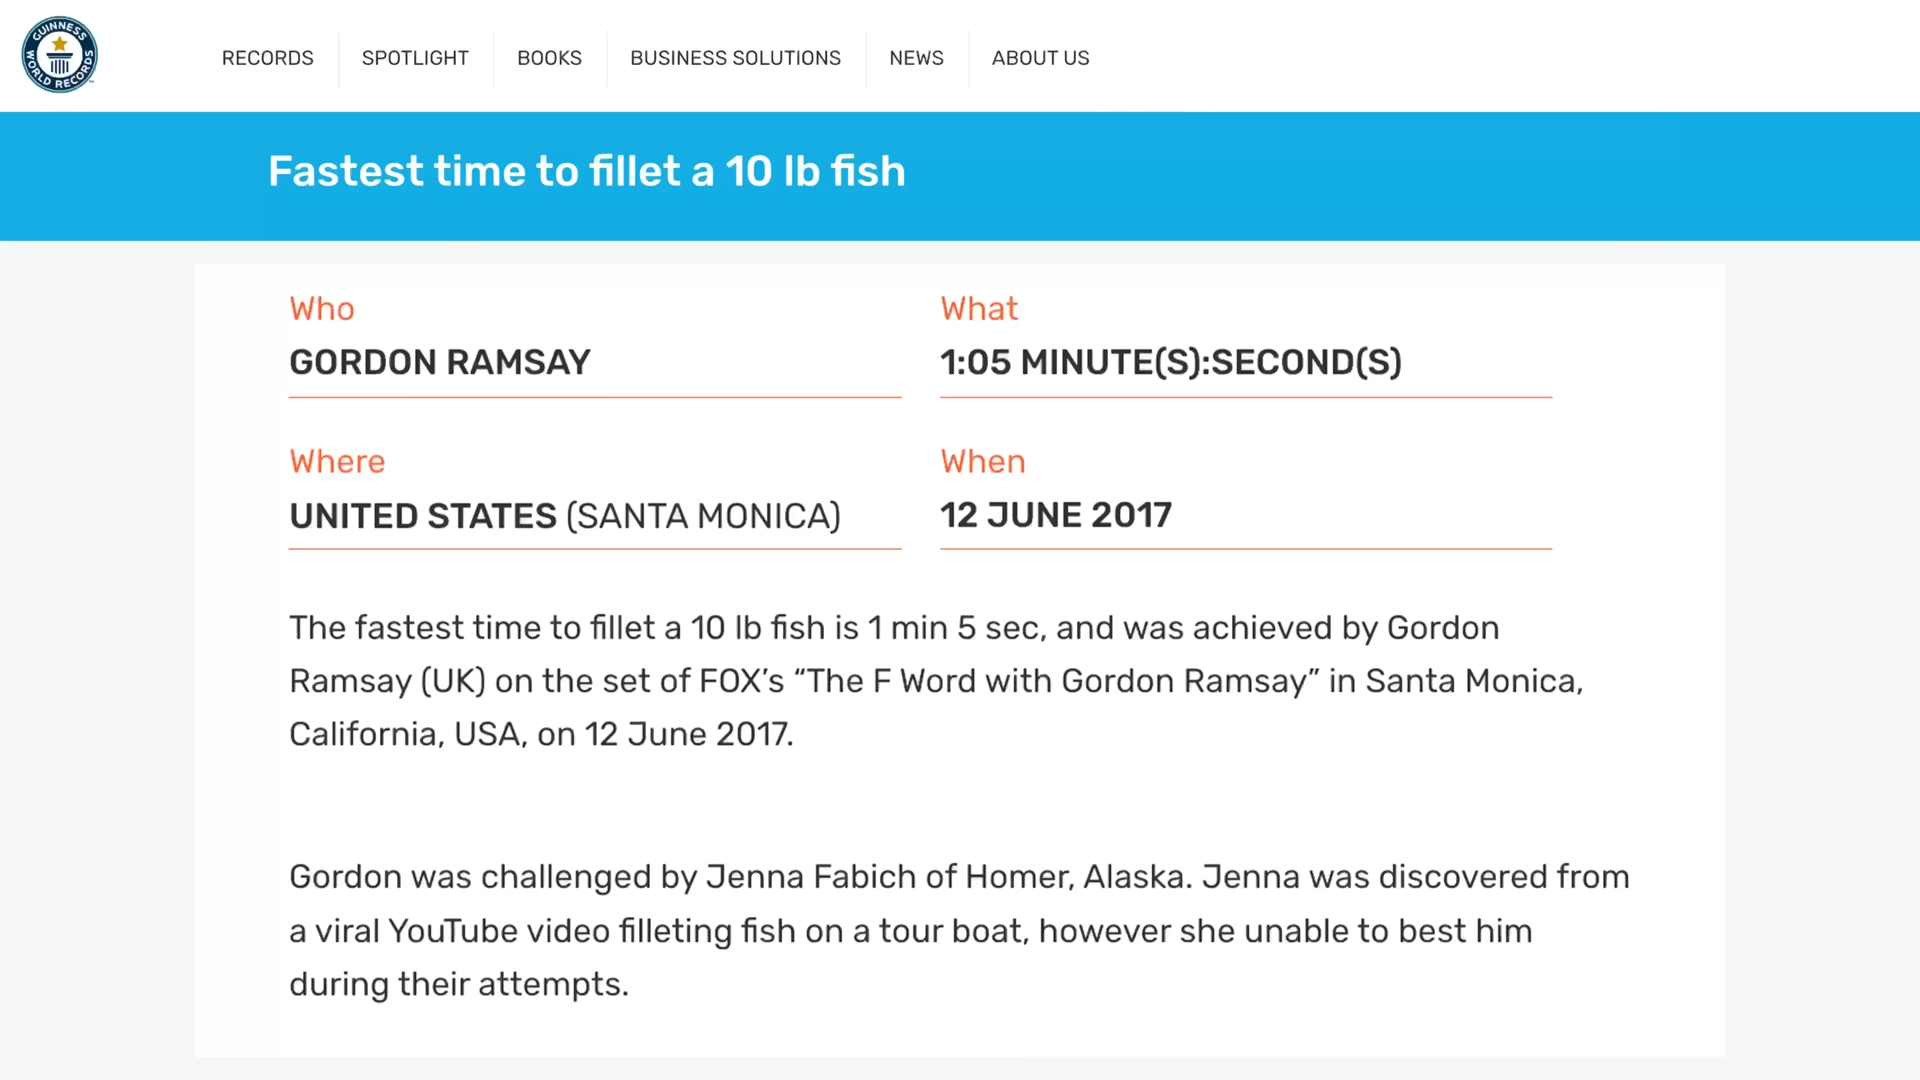 GUINNESS WORLD RECORDS
RECORDS
SPOTLIGHT
BOOKS
BUSINESS SOLUTIONS
NEWS
ABOUT US
Fastest time to fillet a 10 lb fish
Who
GORDON RAMSAY
What
1:05 MINUTE(S):SECOND(S)
Where
UNITED STATES (SANTA MONICA)
When
12 JUNE 2017
The fastest time to fillet a 10 lb fish is 1 min 5 sec, and was achieved by Gordon
Ramsay (UK) on the set of FOX’s “The F Word with Gordon Ramsay” in Santa Monica,
California, USA, on 12 June 2017.
Gordon was challenged by Jenna Fabich of Homer, Alaska. Jenna was discovered from
a viral YouTube video filleting fish on a tour boat, however she unable to best him
during their attempts.